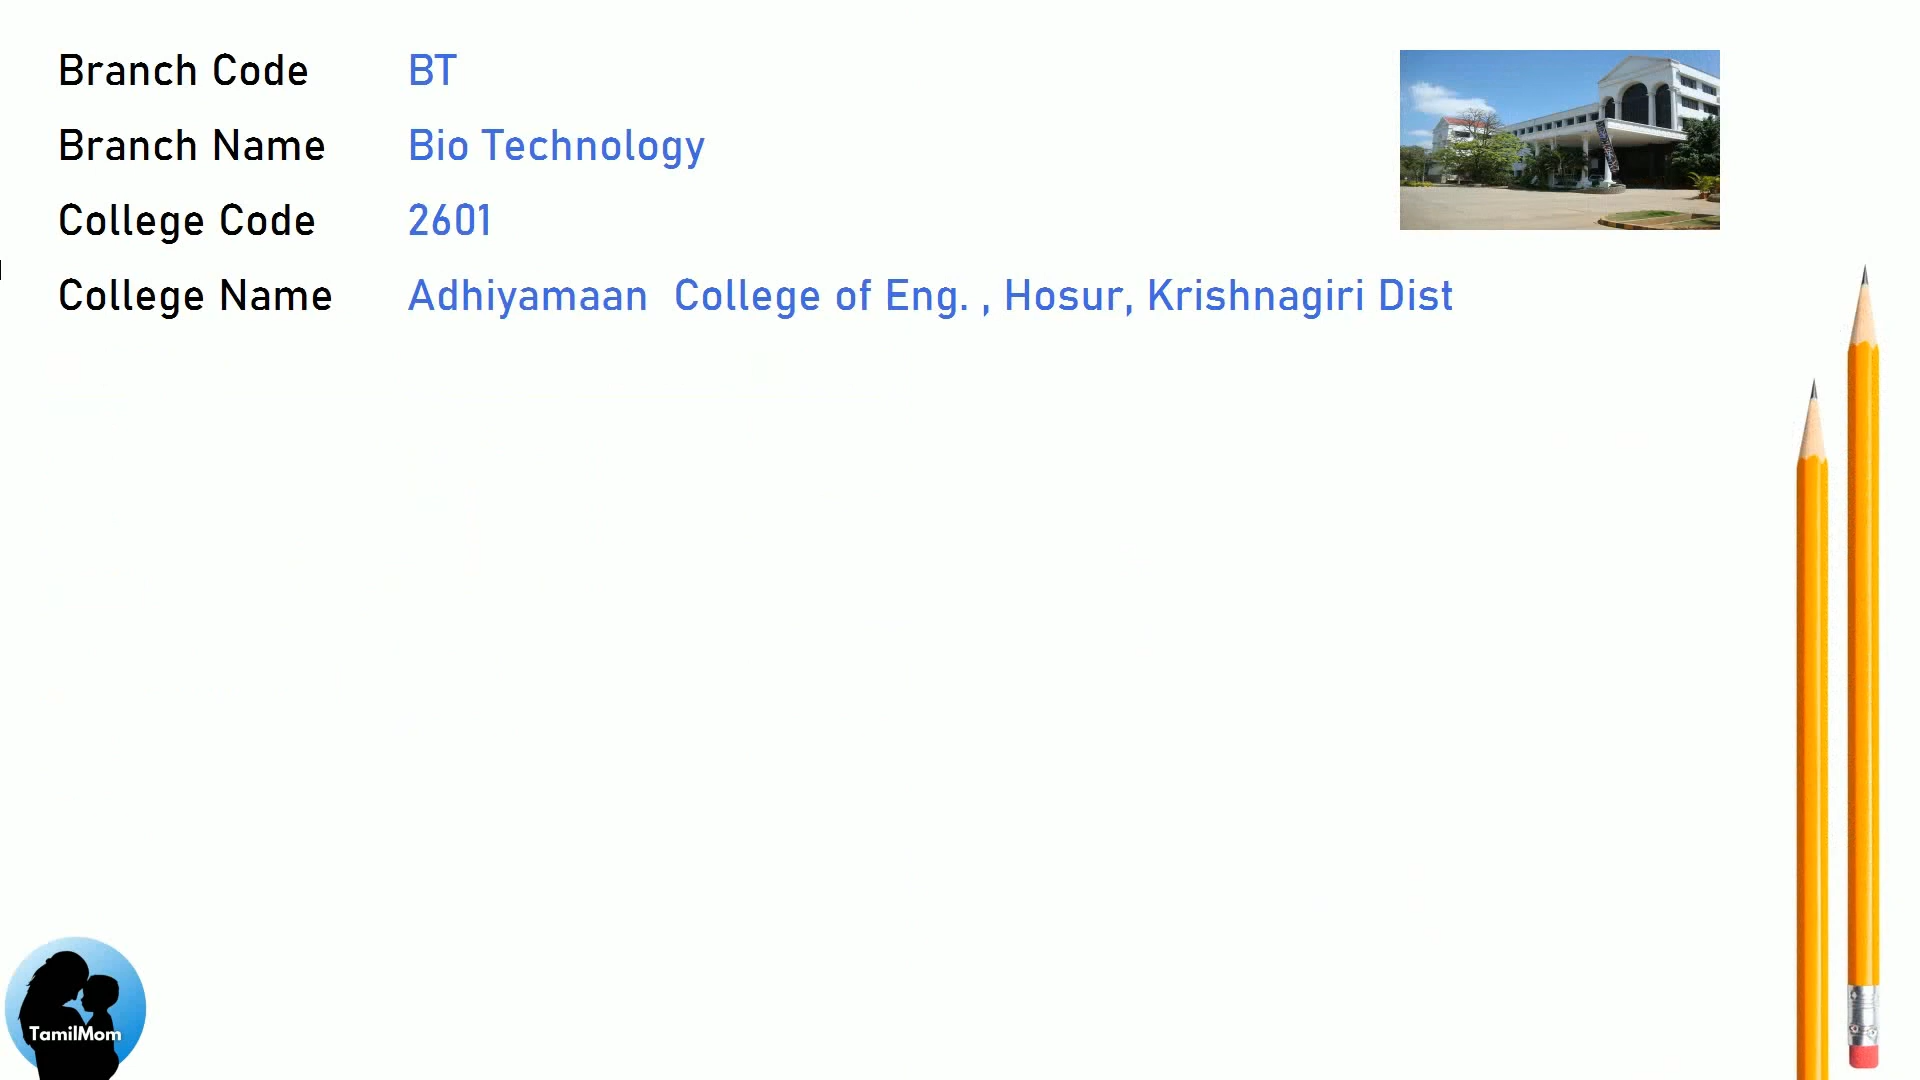 Branch Code BT
Branch Name Bio Technology
College Code 2601
College Name Adhiyamaan  College of Eng. , Hosur, Krishnagiri Dist
TamilMom